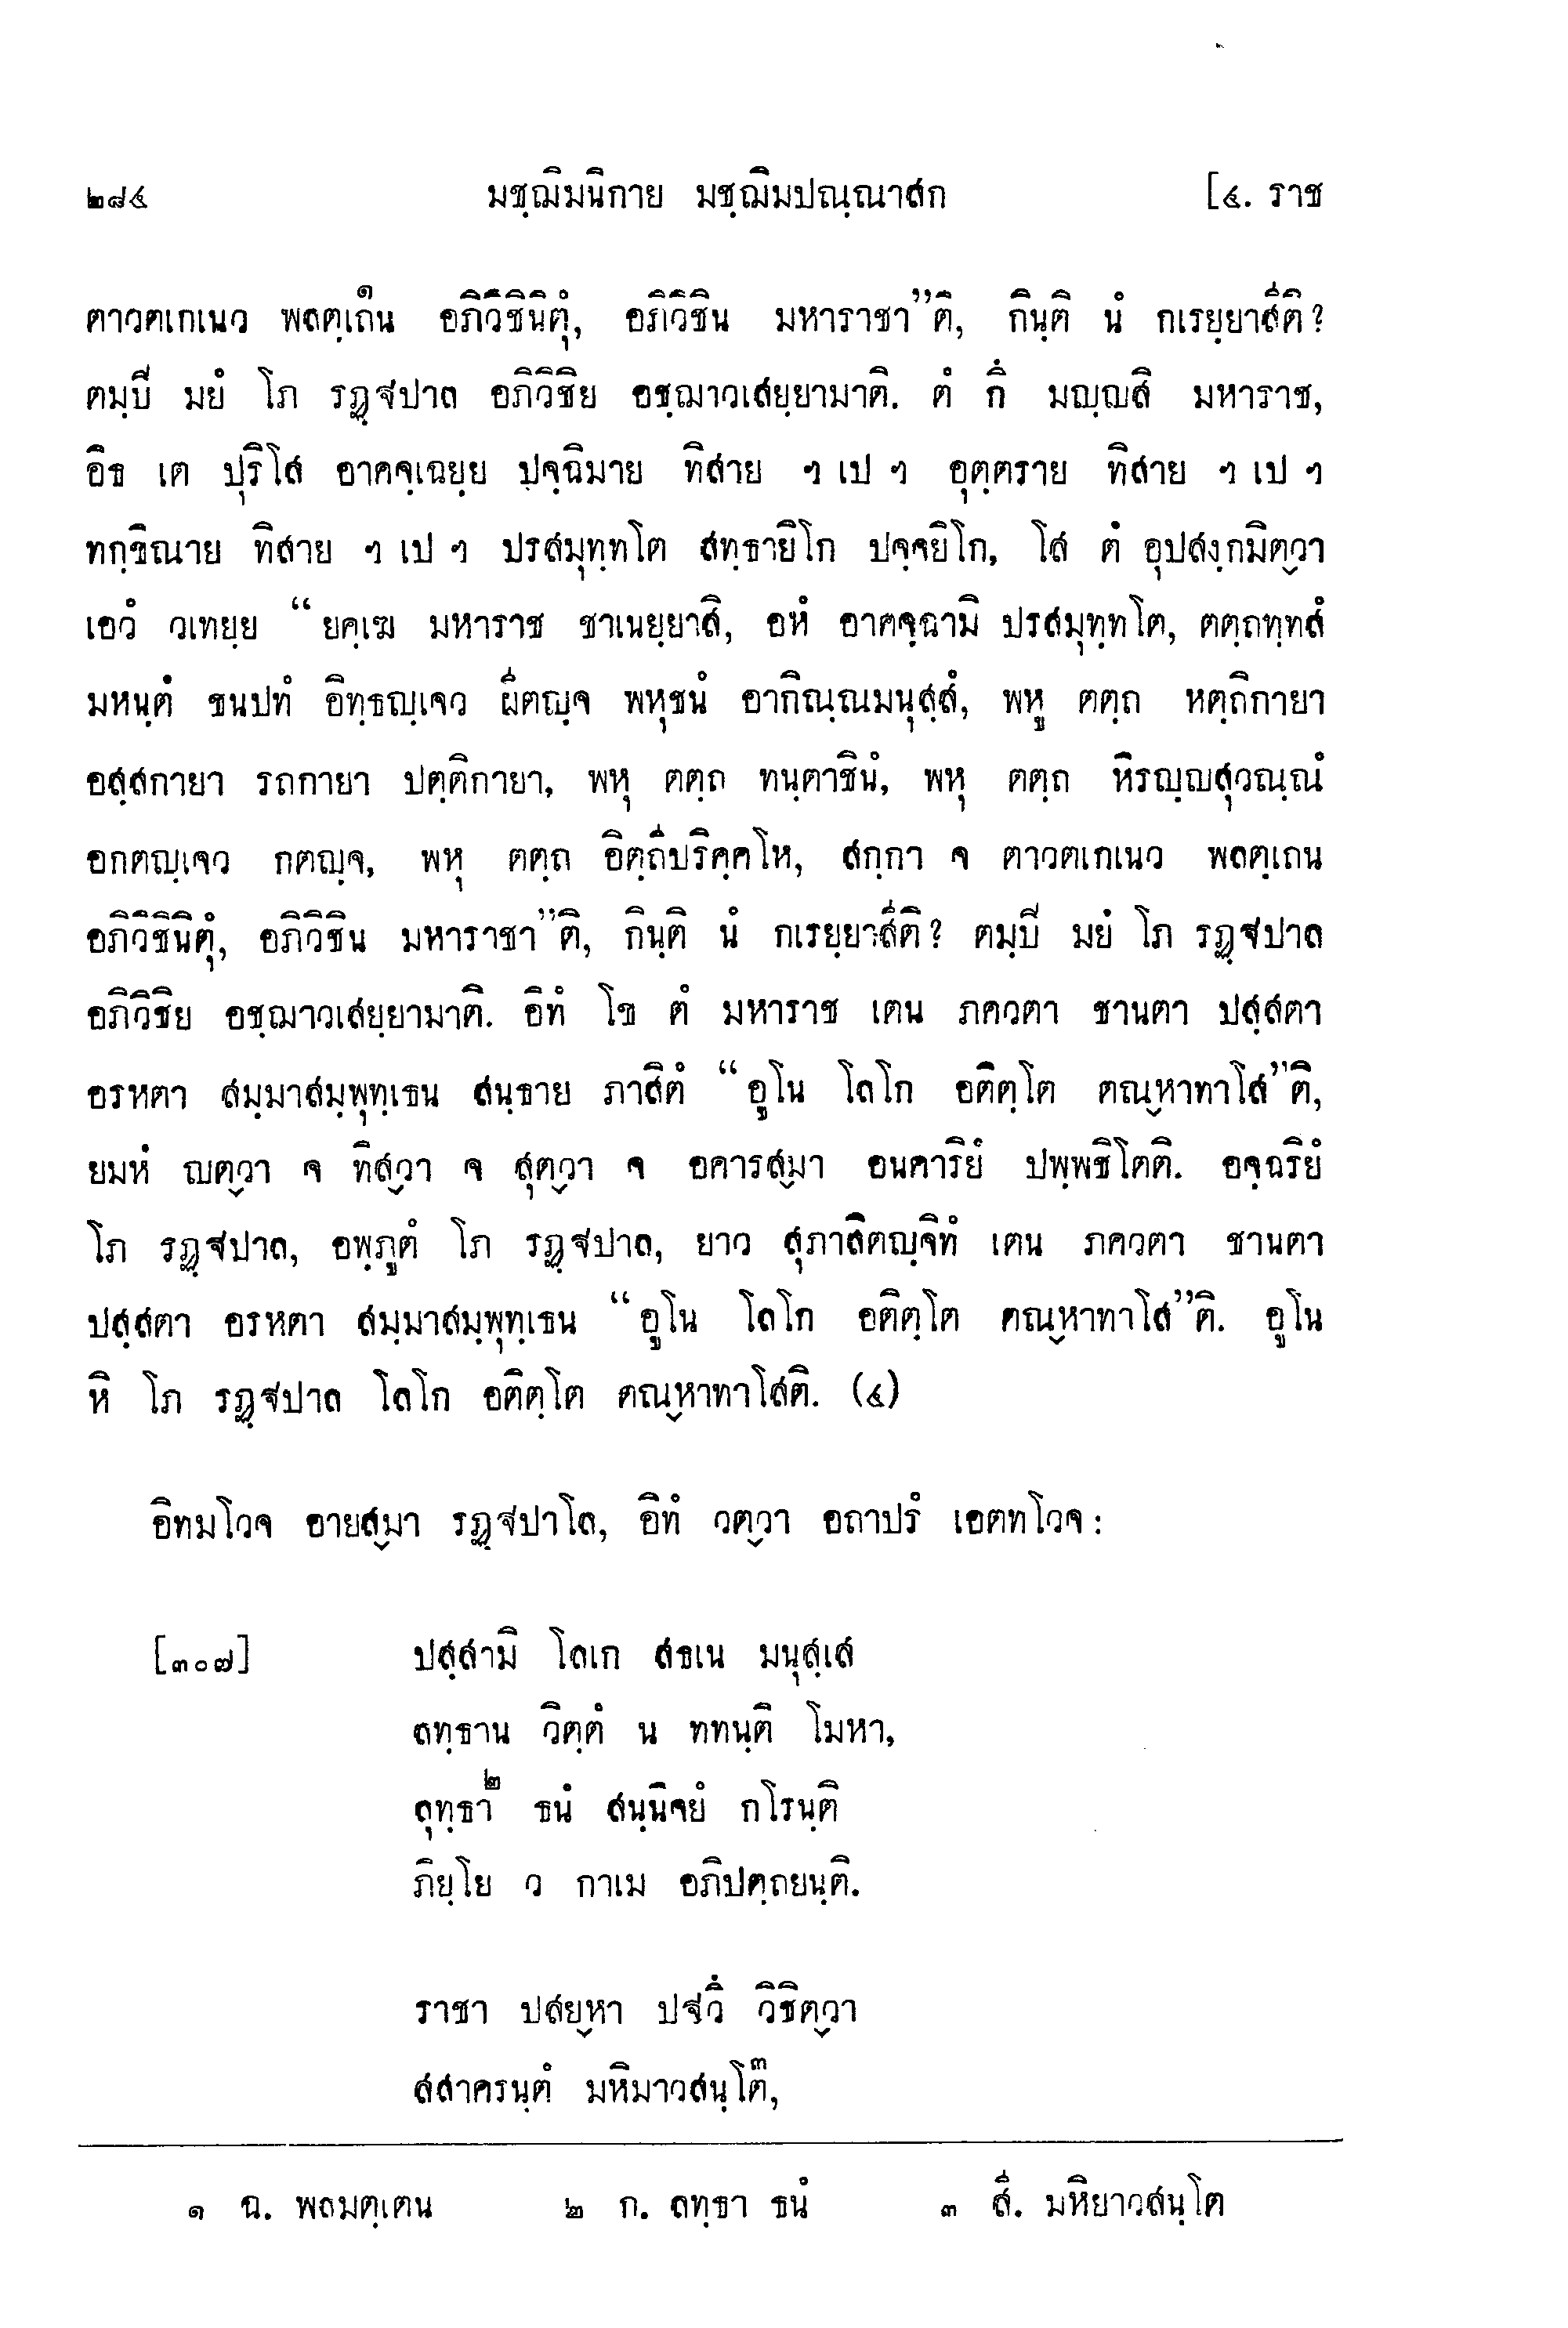 ๒๘๔ มชฺฌิมนิกาย มชฺฌิมปณฺณาสก [๔. ราช
ตาวตเกเนว พลตฺเถน๑ อภิวิชินิตุํ, อภิวิชิน มหาราชา”ติ, กินฺติ นํ กเรยฺยาสีติ?
ตมฺปิ มยํ โภ รฏฺฐปาล อภิวิชิย อชฺฌาวเสยฺยามาติ. ตํ กึ มญฺญสิ มหาราช,
อิธ เต ปุริโส อาคจฺเฉยฺย ปจฺฉิมาย ทิสาย ฯ เป ฯ อุตฺตราย ทิสาย ฯ เป ฯ
ทกฺขิณาย ทิสาย ฯ เป ฯ ปรสมุทฺทโต สทฺธายิโก ปจฺจยิโก, โส ตํ อุปสงฺกมิตฺวา
เอวํ วเทยฺย “ยคฺเฆ มหาราช ชาเนยฺยาสิ, อหํ อาคจฺฉามิ ปรสมุทฺทโต, ตตฺถทฺทสํ
มหนฺตํ ชนปทํ อิทฺธญฺเจว ผีตญฺจ พหุชนํ อากิณฺณมนุสฺสํ, พหู ตตฺถ หตฺถิกายา
อสฺสกายา รถกายา ปตฺติกายา, พหุ ตตฺถ ทนฺตาชินํ, พหุ ตตฺถ หิรญฺญสุวณฺณํ
อกตญฺเจว กตญฺจ, พหุ ตตฺถ อิตฺถีปริคฺคโห, สกฺกา จ ตาวตเกเนว พลตฺเถน
อภิวิชินิตุํ, อภิวิชิน มหาราชา”ติ, กินฺติ นํ กเรยฺยาสีติ? ตมฺปิ มยํ โภ รฏฺฐปาล
อภิวิชิย อชฺฌาวเสยฺยามาติ. อิทํ โข ตํ มหาราช เตน ภควตา ชานตา ปสฺสตา
อรหตา สมฺมาสมฺพุทฺเธน สนฺธาย ภาสิตํ “อูโน โลโก อติตฺโต ตณฺหาทาโส”ติ,
ยมหํ ญตฺวา จ ทิสฺวา จ สุตฺวา จ อคารสฺมา อนคาริยํ ปพฺพชิโตติ. อจฺฉริยํ
โภ รฏฺฐปาล, อพฺภูตํ โภ รฏฺฐปาล, ยาว สุภาสิตญฺจิทํ เตน ภควตา ชานตา
ปสฺสตา อรหตา สมฺมาสมฺพุทฺเธน “อูโน โลโก อติตฺโต ตณฺหาทาโส”ติ. อูโน
หิ โภ รฏฺฐปาล โลโก อติตฺโต ตณฺหาทาโสติ. (๔)
อิทมโวจ อายสฺมา รฏฺฐปาโล, อิทํ วตฺวา อถาปรํ เอตทโวจ:
[๓๐๗] ปสฺสามิ โลเก สธเน มนุสฺเส
ลทฺธาน วิตฺตํ น ททนฺติ โมหา,
ลุทฺธา๒ ธนํ สนฺนิจยํ กโรนฺติ
ภิยฺโย ว กาเม อภิปตฺถยนฺติ.
ราชา ปสยฺหา ปฐวึ วิชิตฺวา
สสาครนฺตํ มหิมาวสนฺโต๓,
๑ ฉ. พลมตฺเตน ๒ ก. ลทฺธา ธนํ ๓ สี. มหิยาวสนฺโต